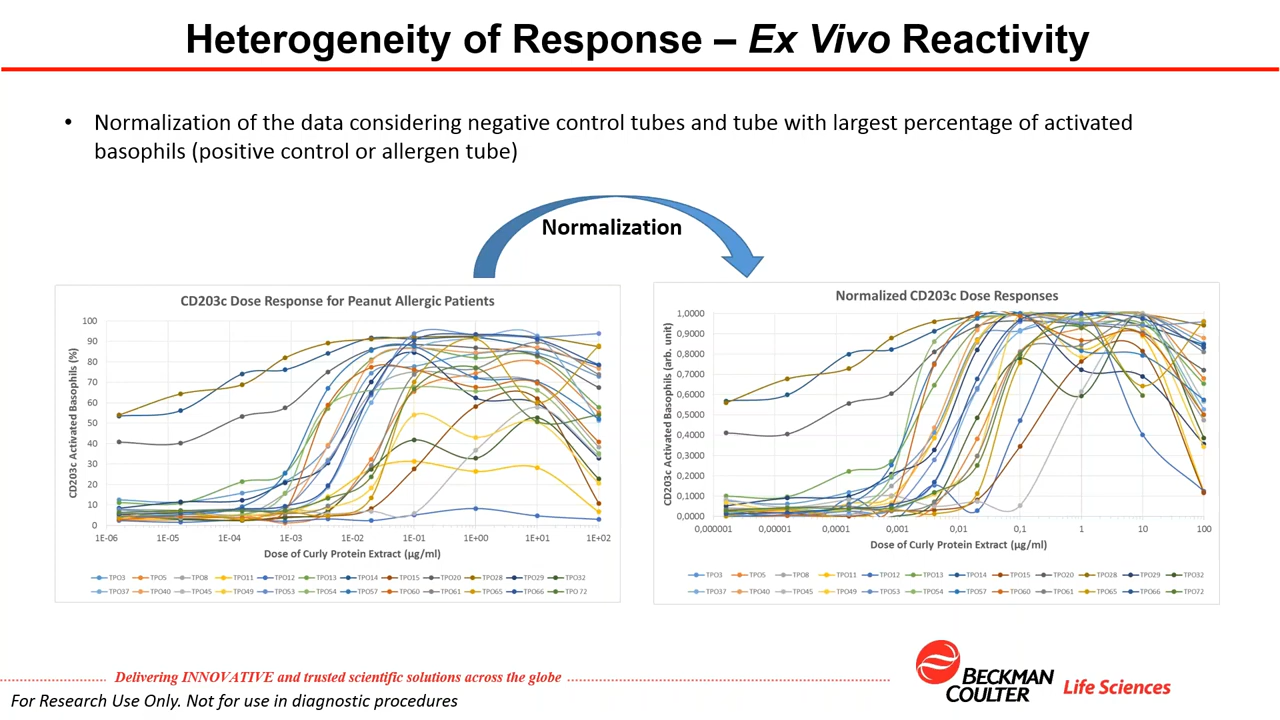 Heterogeneity of Response – Ex Vivo Reactivity
• Normalization of the data considering negative control tubes and tube with largest percentage of activated
basophils (positive control or allergen tube)
Normalization
CD203c Dose Response for Peanut Allergic Patients
CD203c Activated Basophils (%)
100
90
80
70
60
50
40
30
20
10
0
1E-06 1E-05 1E-04 1E-03 1E-02 1E-01 1E+00 1E+01 1E+02
Dose of Curly Protein Extract (µg/ml)
TPO3 TPO5 TPO8 TPO11 TPO12 TPO13 TPO14 TPO15 TPO20 TPO28 TPO29 TPO32
TPO37 TPO40 TPO45 TPO49 TPO53 TPO54 TPO57 TPO60 TPO61 TPO65 TPO66 TPO 72
Normalized CD203c Dose Responses
CD203c Activated Basophils (arb. unit)
1,0000
0,9000
0,8000
0,7000
0,6000
0,5000
0,4000
0,3000
0,2000
0,1000
0,0000
0,000001 0,00001 0,0001 0,0001 0,001 0,01 0,1 1 10 100
Dose of Curly Protein Extract (µg/ml)
TPO3 TPO5 TPO8 TPO11 TPO12 TPO13 TPO14 TPO15 TPO20 TPO28 TPO29 TPO32
TPO37 TPO40 TPO45 TPO49 TPO53 TPO54 TPO57 TPO60 TPO61 TPO65 TPO66 TPO72
Delivering INNOVATIVE and trusted scientific solutions across the globe
For Research Use Only. Not for use in diagnostic procedures
BECKMAN
COULTER Life Sciences